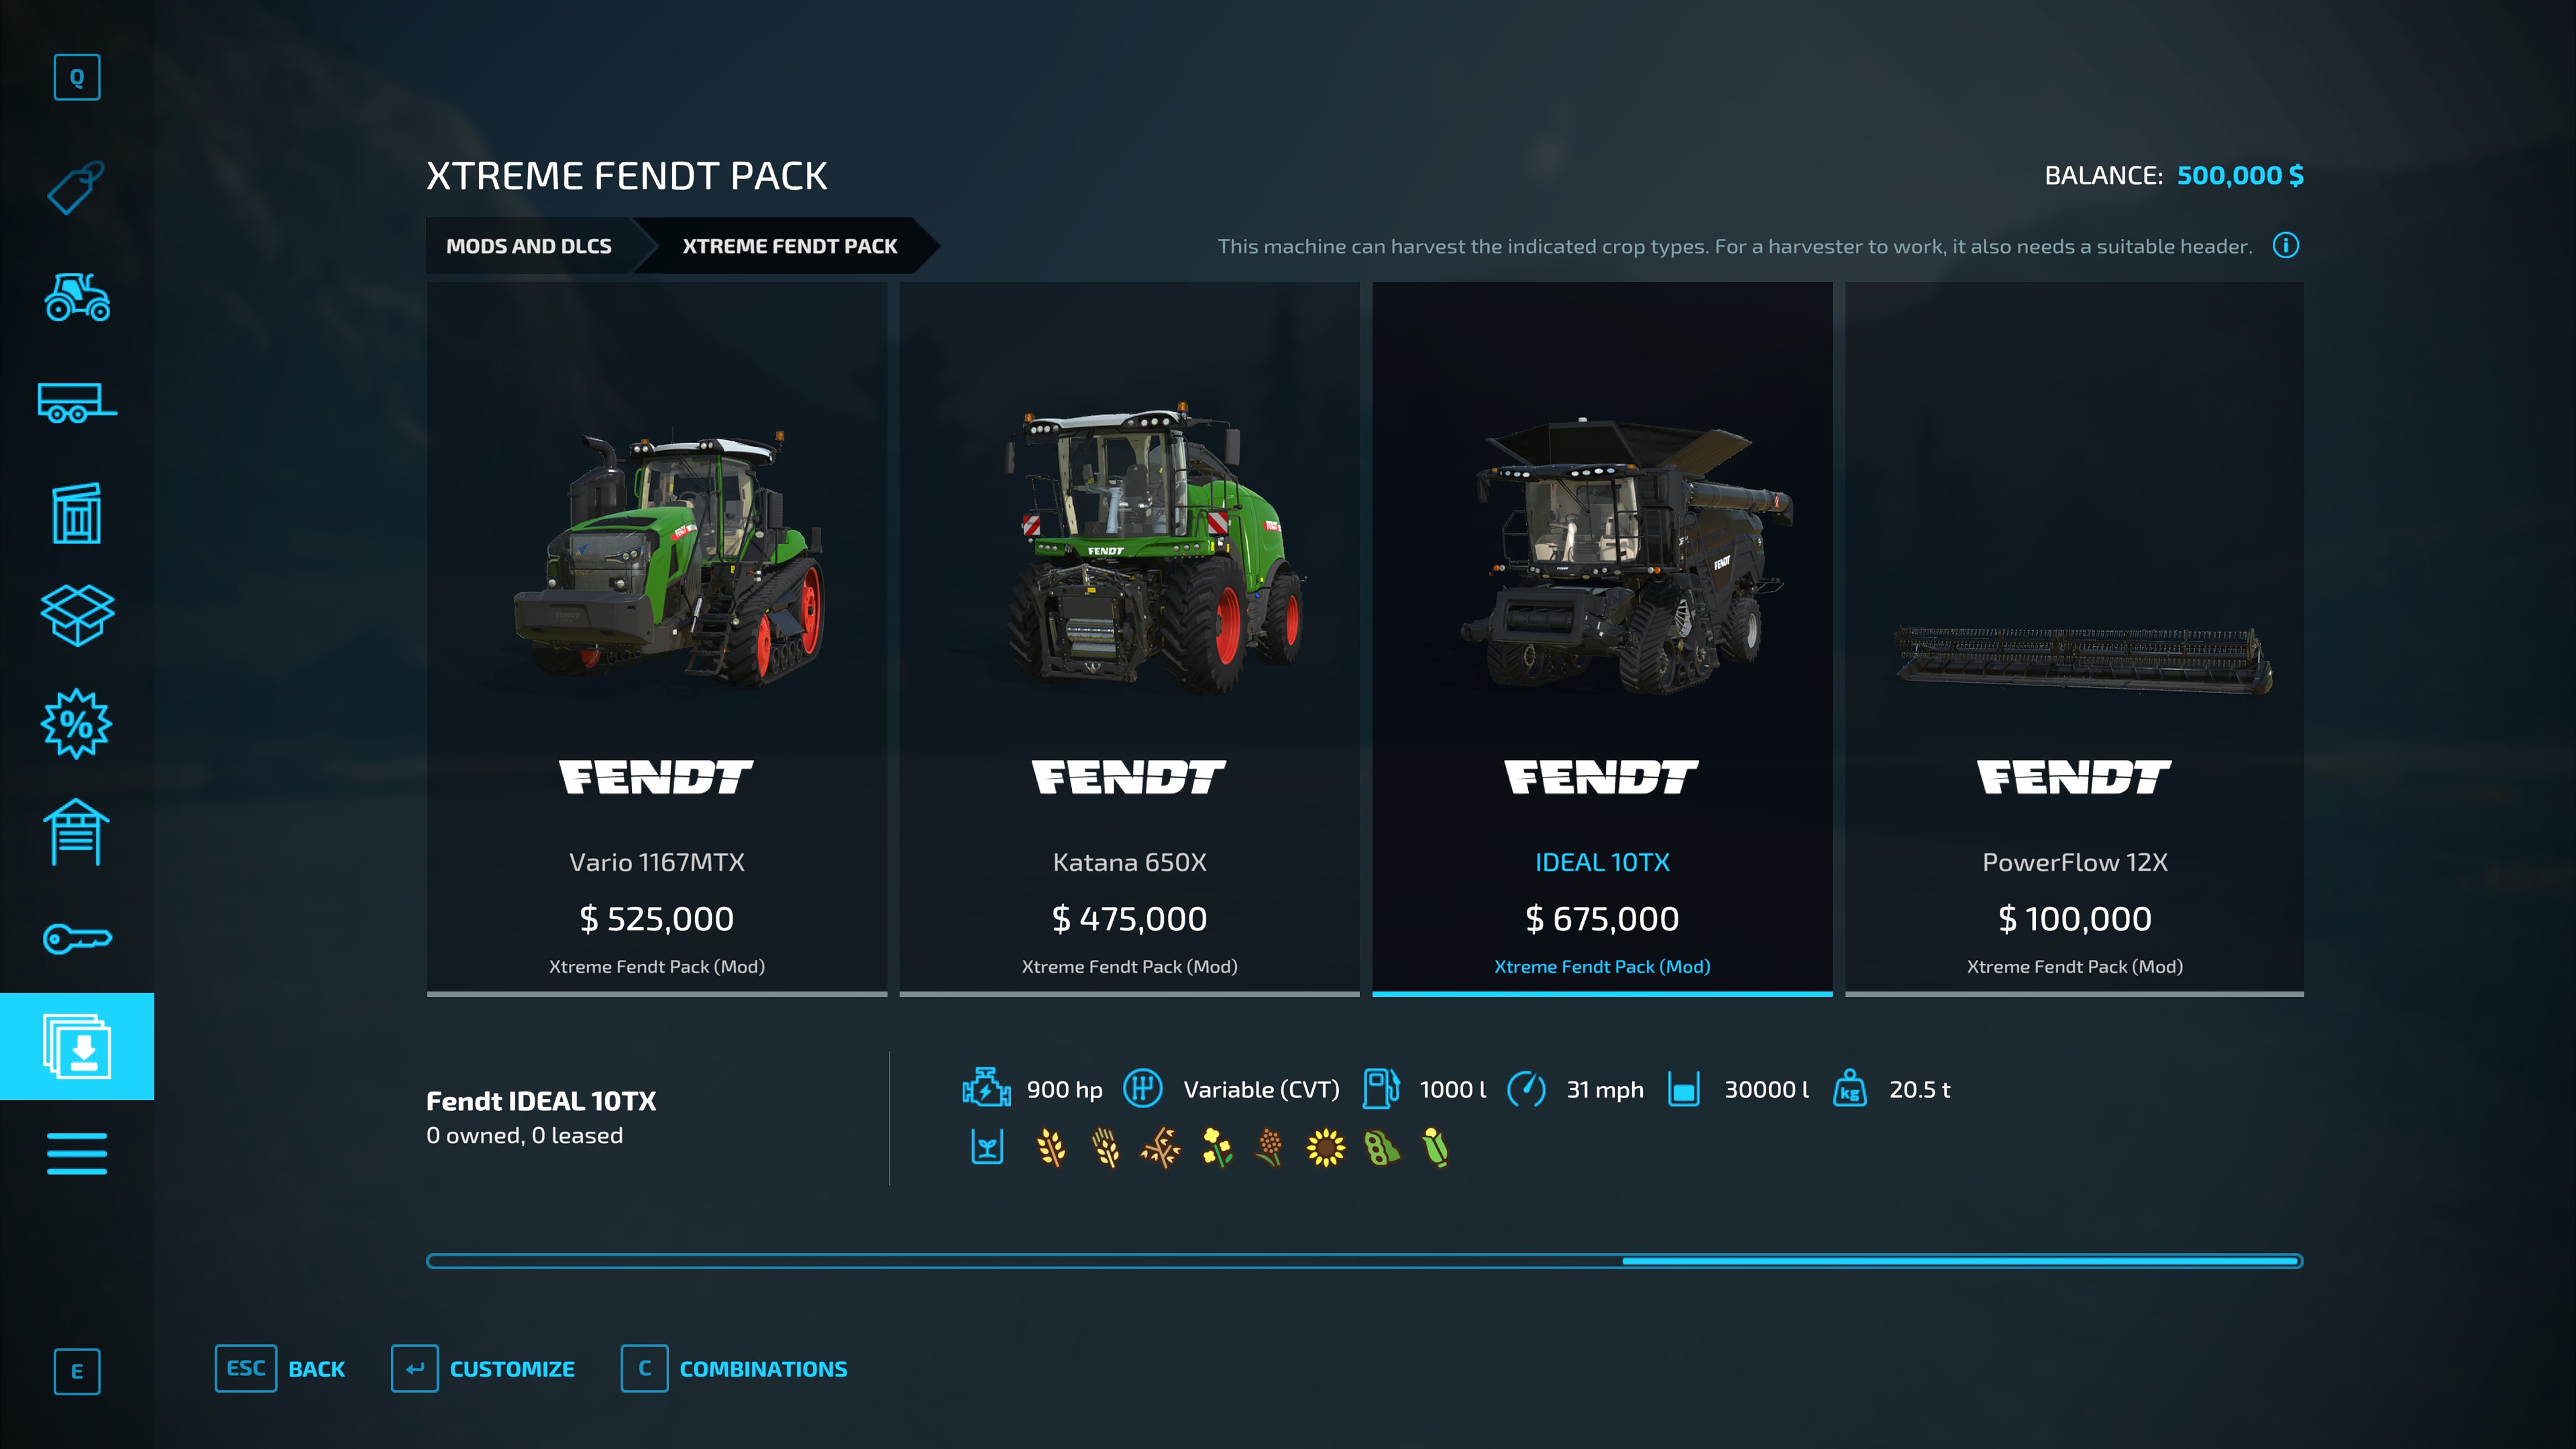 Q
XTREME FENDT PACK
BALANCE: 500,000 $
MODS AND DLCS
XTREME FENDT PACK
This machine can harvest the indicated crop types. For a harvester to work, it also needs a suitable header.
FENDT
FENDT
FENDT
FENDT
Vario 1167MTX
Katana 650X
IDEAL 10TX
PowerFlow 12X
$ 525,000
$ 475,000
$ 675,000
$ 100,000
Xtreme Fendt Pack (Mod)
Xtreme Fendt Pack (Mod)
Xtreme Fendt Pack (Mod)
Xtreme Fendt Pack (Mod)
Fendt IDEAL 10TX
0 owned, 0 leased
900 hp
Variable (CVT)
1000 l
31 mph
30000 l
kg
20.5 t
E
ESC BACK
CUSTOMIZE
C COMBINATIONS